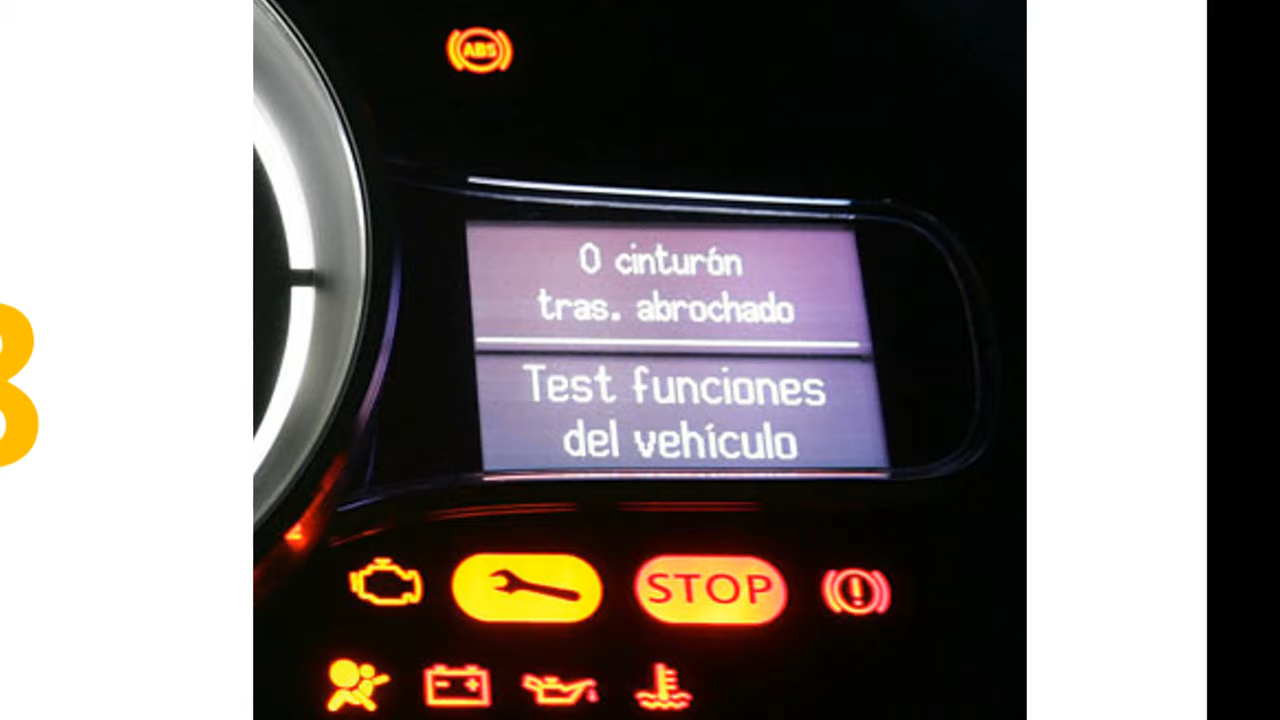 ABS
0 cinturón
tras. abrochado
Test funciones
del vehículo
STOP